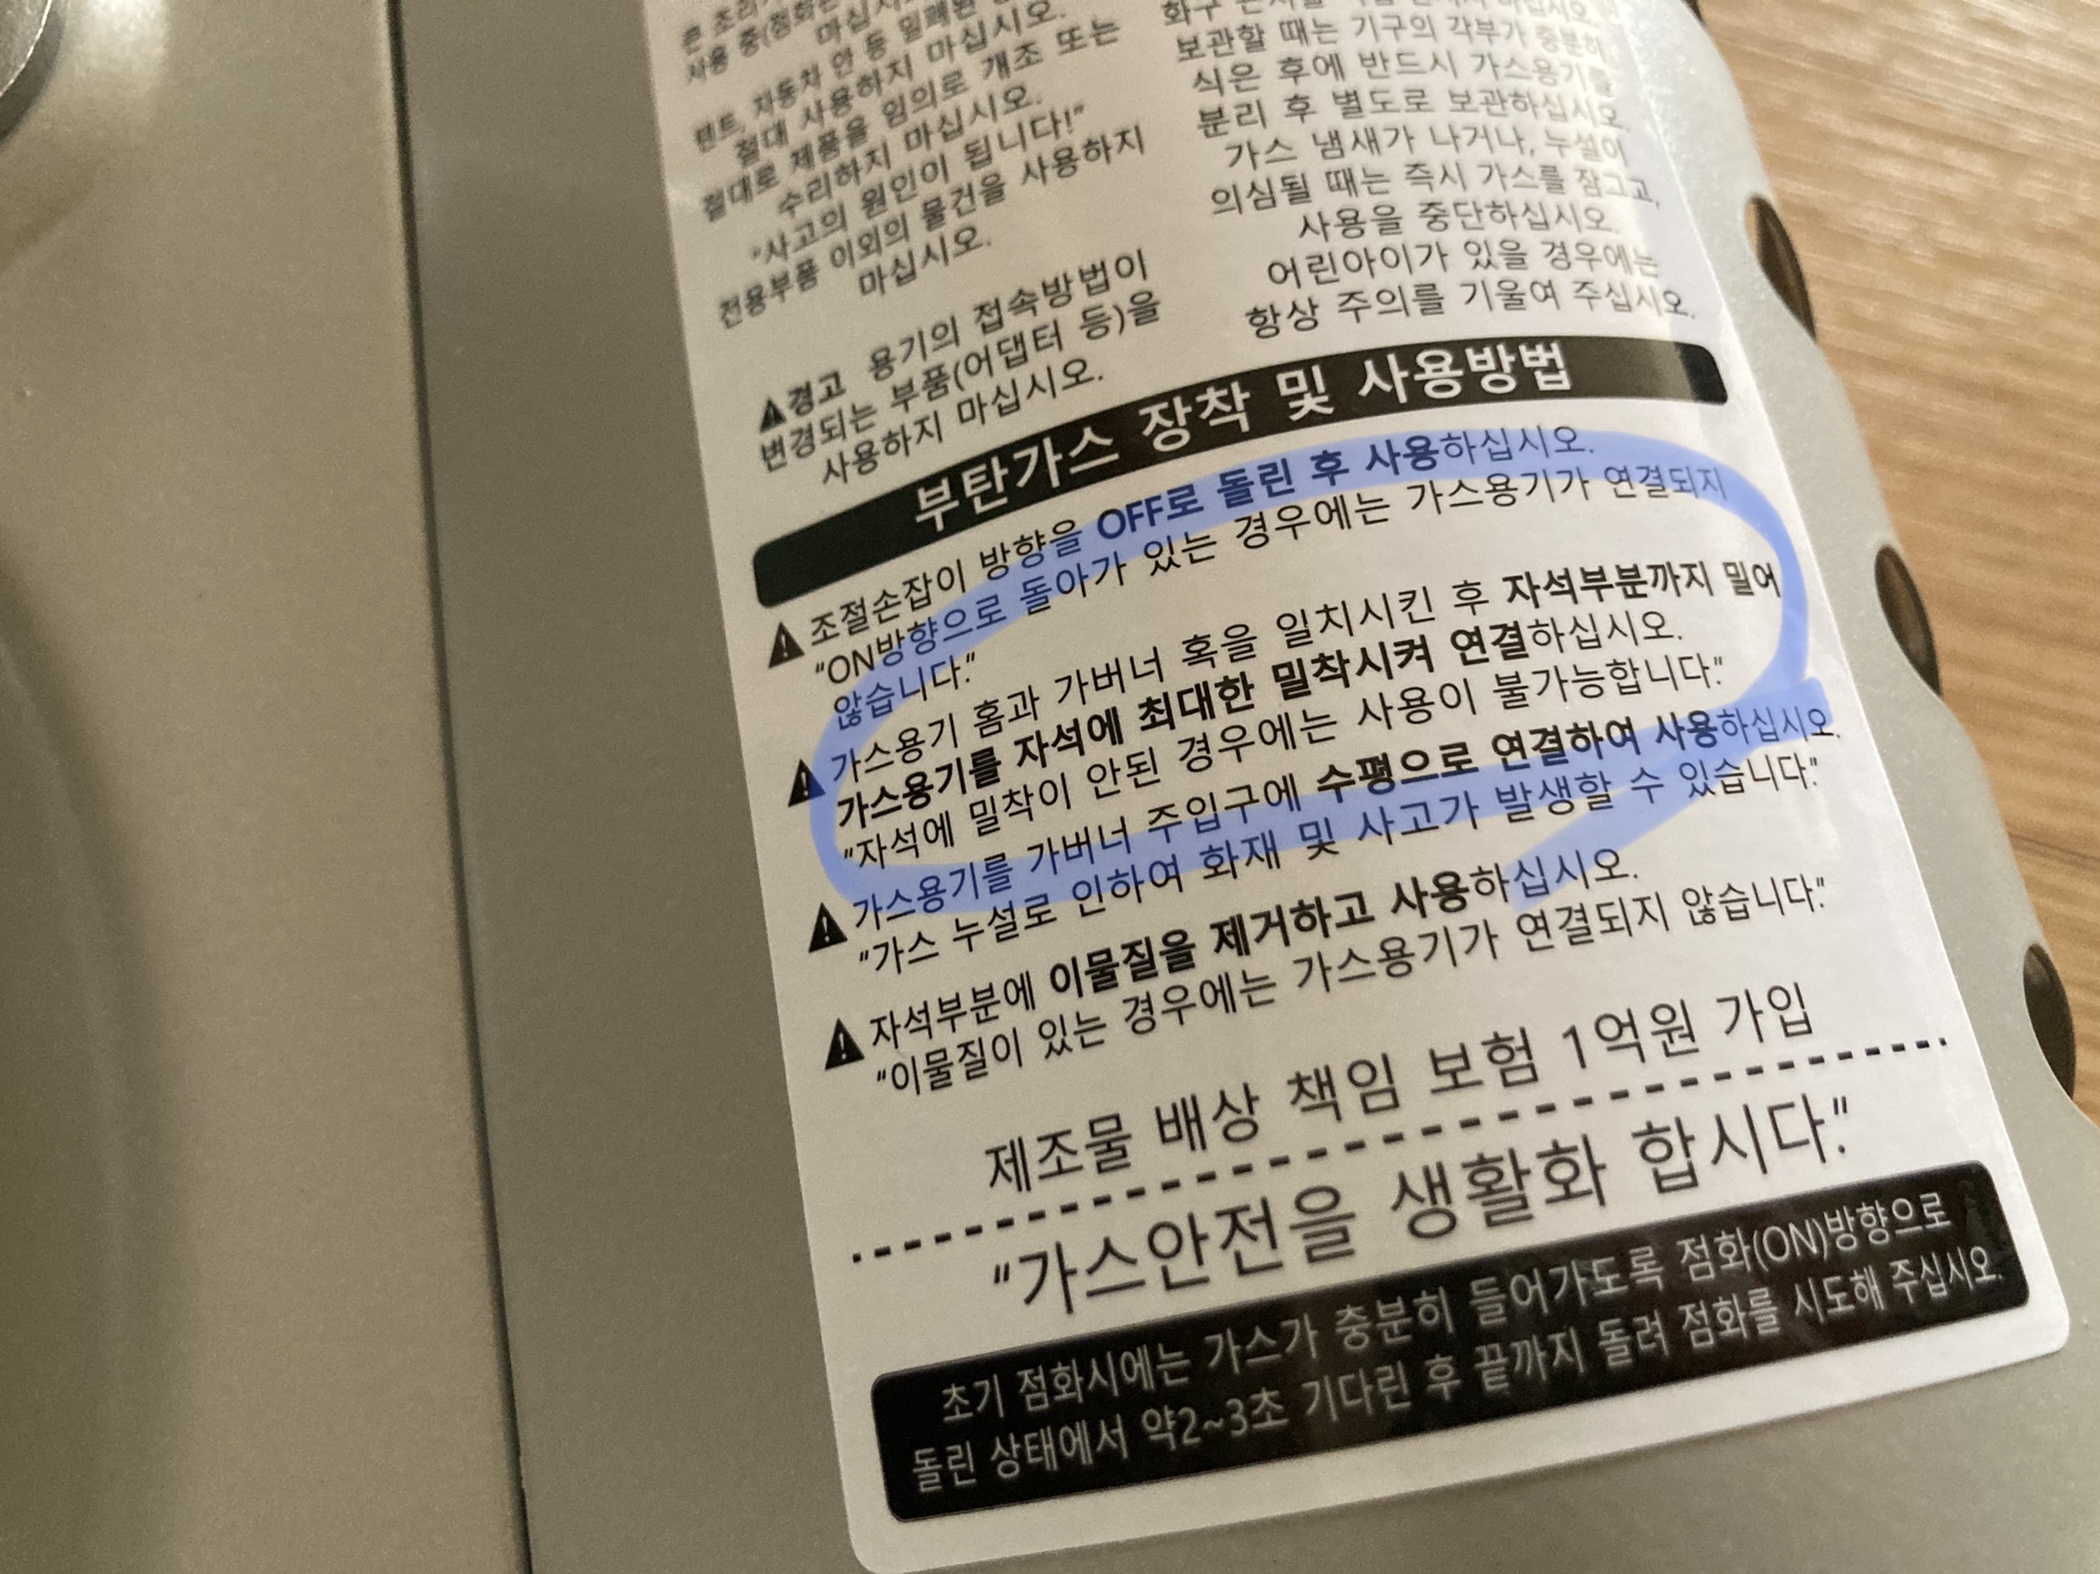 큰 조리기
사용 중(점화
마십시오
텐트, 자동차 안 등 밀폐된
절대 사용하지 마십시오.
절대로 제품을 임의로 개조 또는
수리하지 마십시오.
"사고의 원인이 됩니다!"
전용부품 이외의 물건을 사용하지
마십시오.
경고 용기의 접속방법이
변경되는 부품(어댑터 등)을
사용하지 마십시오.
화구
보관할 때는 기구의 각부가 충분히
식은 후에 반드시 가스용기를
분리 후 별도로 보관하십시오.
가스 냄새가 나거나, 누설이
의심될 때는 즉시 가스를 잠그고,
사용을 중단하십시오.
어린아이가 있을 경우에는
항상 주의를 기울여 주십시오.
부탄가스 장착 및 사용방법
조절손잡이 방향을 OFF로 돌린 후 사용하십시오.
"ON방향으로 돌아가 있는 경우에는 가스용기가 연결되지
않습니다."
가스용기 홈과 가버너 혹을 일치시킨 후 자석부분까지 밀어
가스용기를 자석에 최대한 밀착시켜 연결하십시오.
"자석에 밀착이 안된 경우에는 사용이 불가능합니다."
가스용기를 가버너 주입구에 수평으로 연결하여 사용하십시오.
"가스 누설로 인하여 화재 및 사고가 발생할 수 있습니다."
자석부분에 이물질을 제거하고 사용하십시오.
"이물질이 있는 경우에는 가스용기가 연결되지 않습니다."
제조물 배상 책임 보험 1억원 가입
"가스안전을 생활화 합시다."
초기 점화시에는 가스가 충분히 들어가도록 점화(ON)방향으로
돌린 상태에서 약2~3초 기다린 후 끝까지 돌려 점화를 시도해 주십시오.